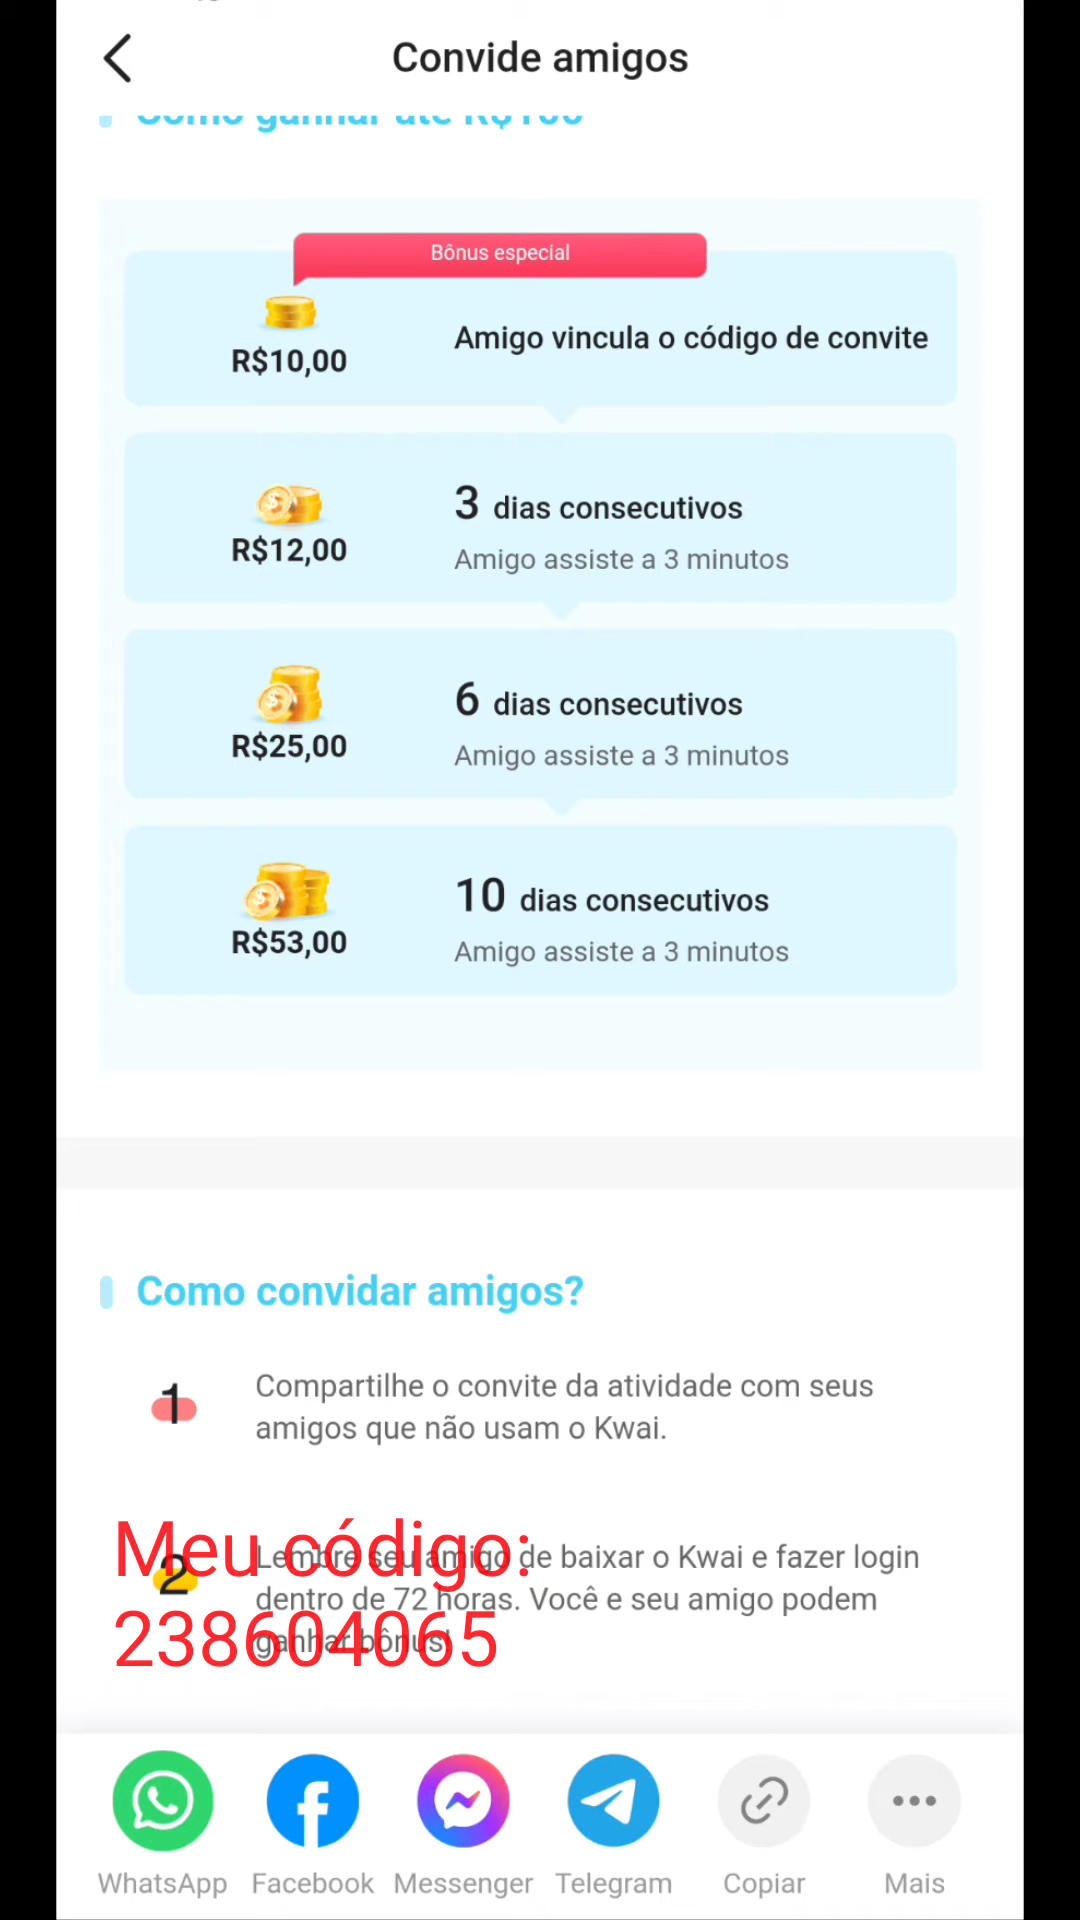 Convide amigos
Como ganhar até R$100
Bônus especial
R$10,00
Amigo vincula o código de convite
R$12,00
3 dias consecutivos
Amigo assiste a 3 minutos
R$25,00
6 dias consecutivos
Amigo assiste a 3 minutos
R$53,00
10 dias consecutivos
Amigo assiste a 3 minutos
Como convidar amigos?
1
Compartilhe o convite da atividade com seus
amigos que não usam o Kwai.
2
Lembre seu amigo de baixar o Kwai e fazer login
dentro de 72 horas. Você e seu amigo podem
ganhar bônus!
Meu código:
238604065
WhatsApp
Facebook
Messenger
Telegram
Copiar
Mais